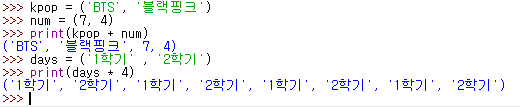 >>> kpop = ('BTS', '블랙핑크')
>>> num = (7, 4)
>>> print(kpop + num)
('BTS', '블랙핑크', 7, 4)
>>> days = ('1학기' , '2학기')
>>> print(days * 4)
('1학기', '2학기', '1학기', '2학기', '1학기', '2학기', '1학기', '2학기')
>>>